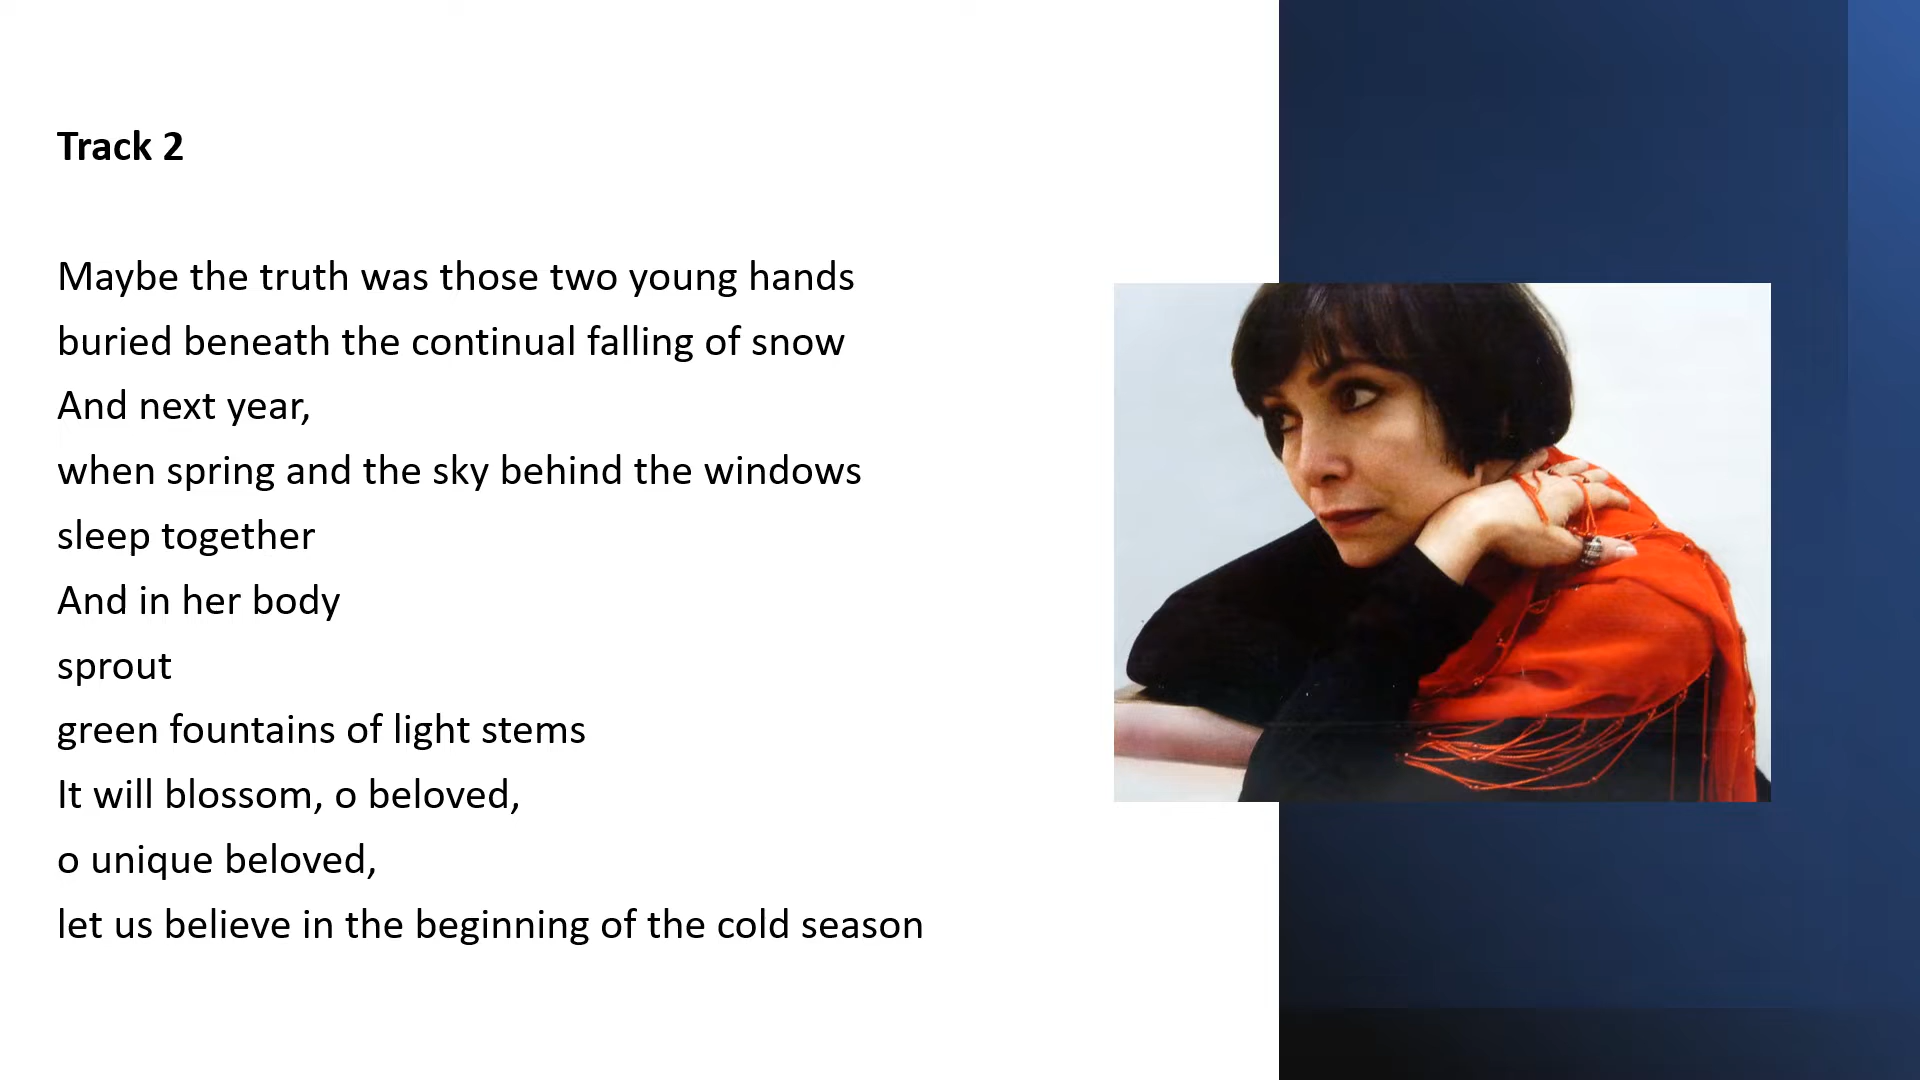 Track 2
Maybe the truth was those two young hands
buried beneath the continual falling of snow
And next year,
when spring and the sky behind the windows
sleep together
And in her body
sprout
green fountains of light stems
It will blossom, o beloved,
o unique beloved,
let us believe in the beginning of the cold season